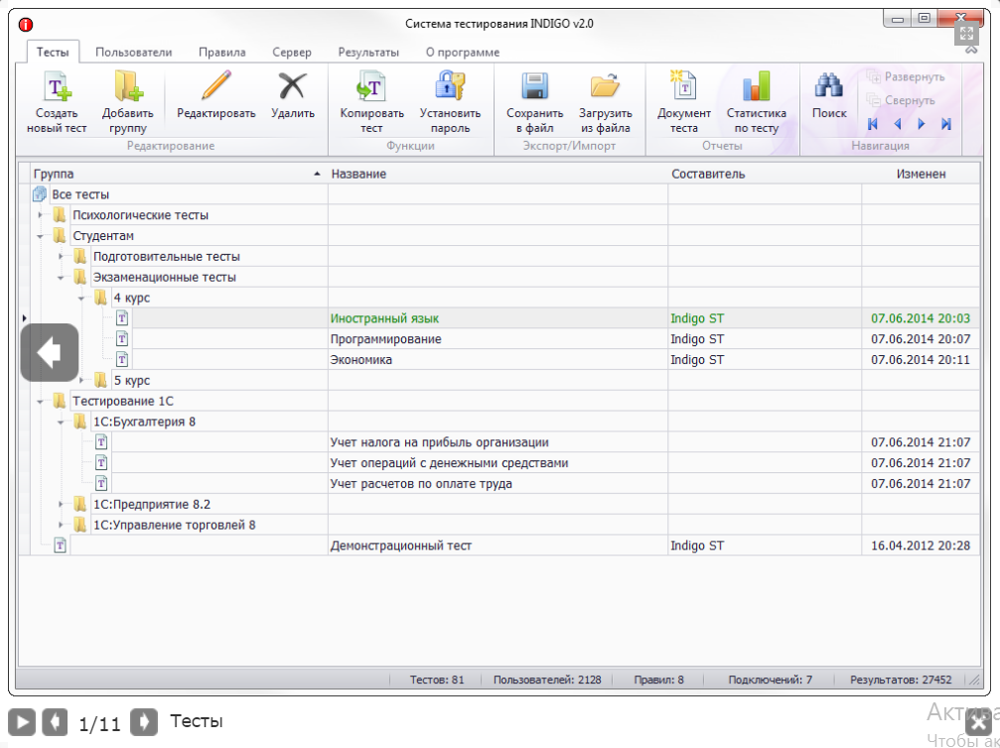 Система тестирования INDIGO v2.0
Тесты Пользователи Правила Сервер Результаты О программе
Создать новый тест
Добавить группу
Редактировать
Удалить
Редактирование
Копировать тест
Установить пароль
Функции
Сохранить в файл
Загрузить из файла
Экспорт/Импорт
Документ теста
Статистика по тесту
Отчеты
Поиск
Развернуть
Свернуть
Навигация
Группа Название Составитель Изменен
Все тесты
Психологические тесты
Студентам
Подготовительные тесты
Экзаменационные тесты
4 курс
Иностранный язык Indigo ST 07.06.2014 20:03
Программирование Indigo ST 07.06.2014 20:07
Экономика Indigo ST 07.06.2014 20:11
5 курс
Тестирование 1С
1С:Бухгалтерия 8
Учет налога на прибыль организации 07.06.2014 21:07
Учет операций с денежными средствами 07.06.2014 21:07
Учет расчетов по оплате труда 07.06.2014 21:07
1С:Предприятие 8.2
1С:Управление торговлей 8
Демонстрационный тест Indigo ST 16.04.2012 20:28
Тестов: 81 Пользователей: 2128 Правил: 8 Подключений: 7 Результатов: 27452
1/11 Тесты
Чтобы